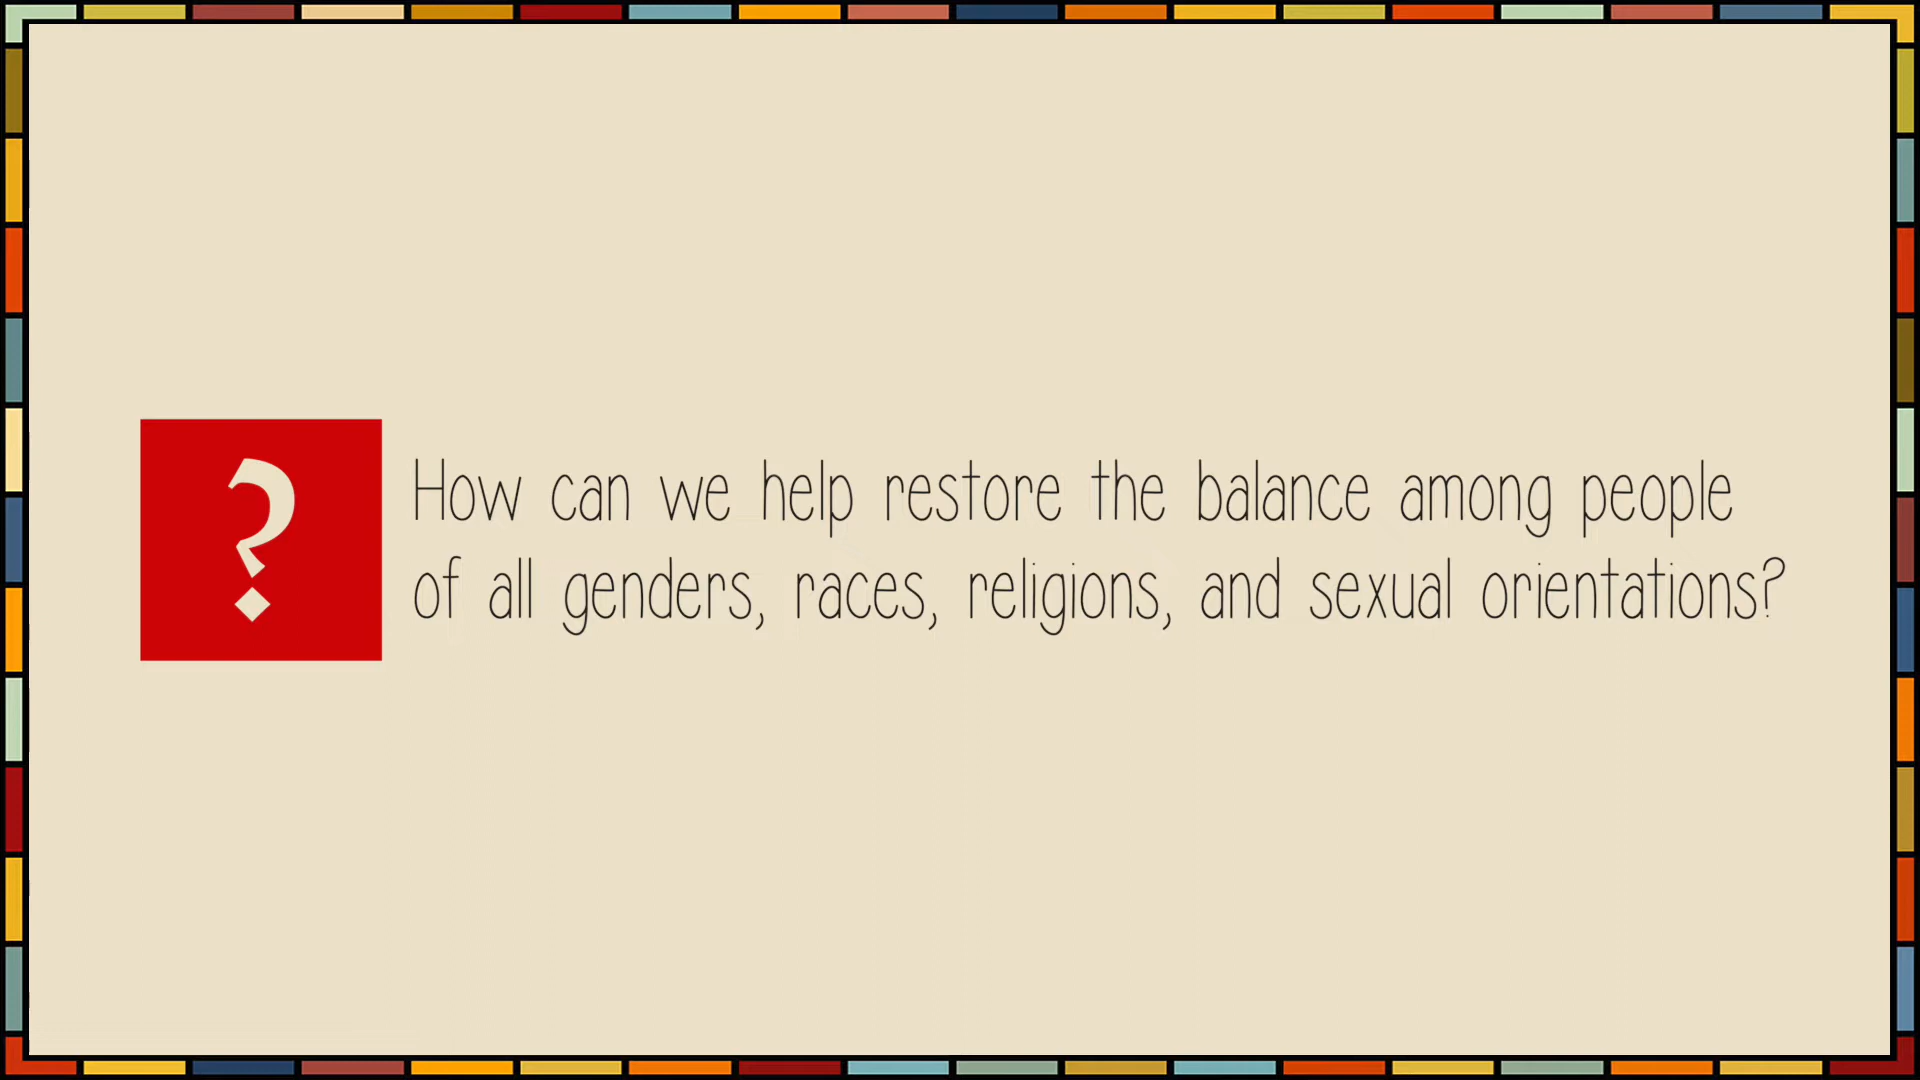 ?
How can we help restore the balance among people
of all genders, races, religions, and sexual orientations?